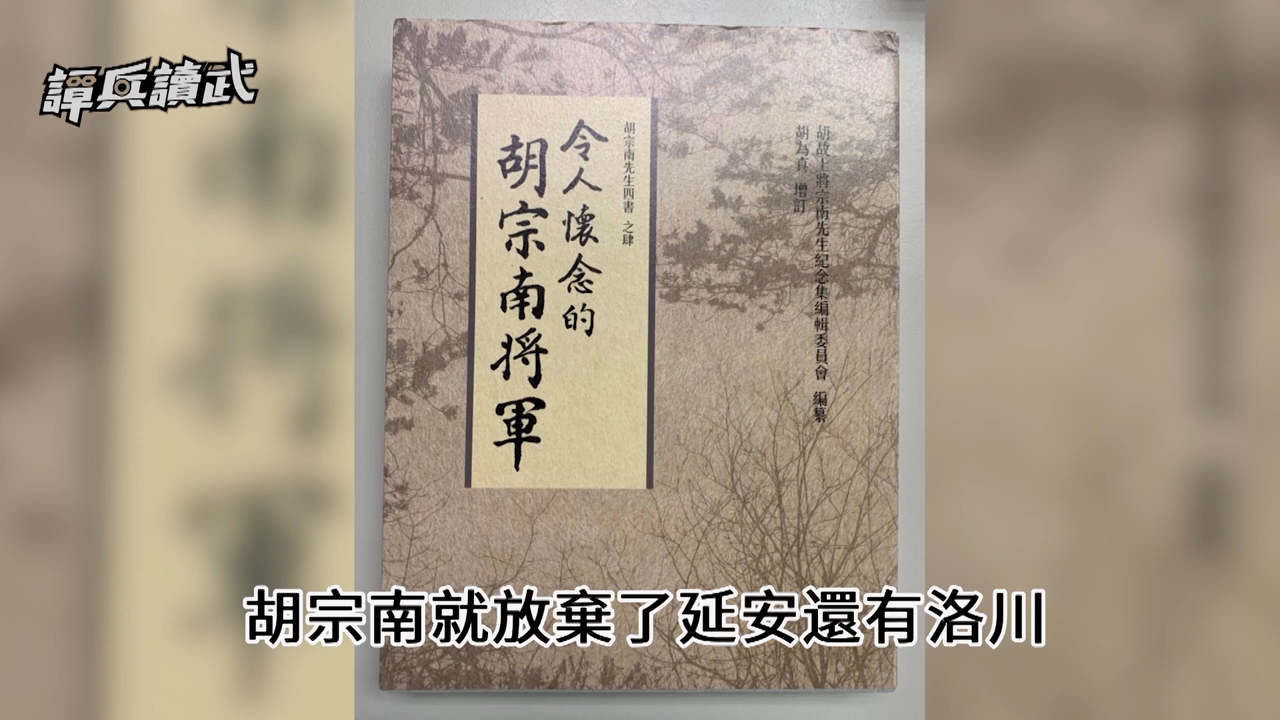 譚兵讀武
胡故上將宗南先生紀念集編輯委員會 編纂
胡為真 增訂
胡宗南先生四書 之肆
令人懷念的
胡宗南將軍
胡宗南就放棄了延安還有洛川